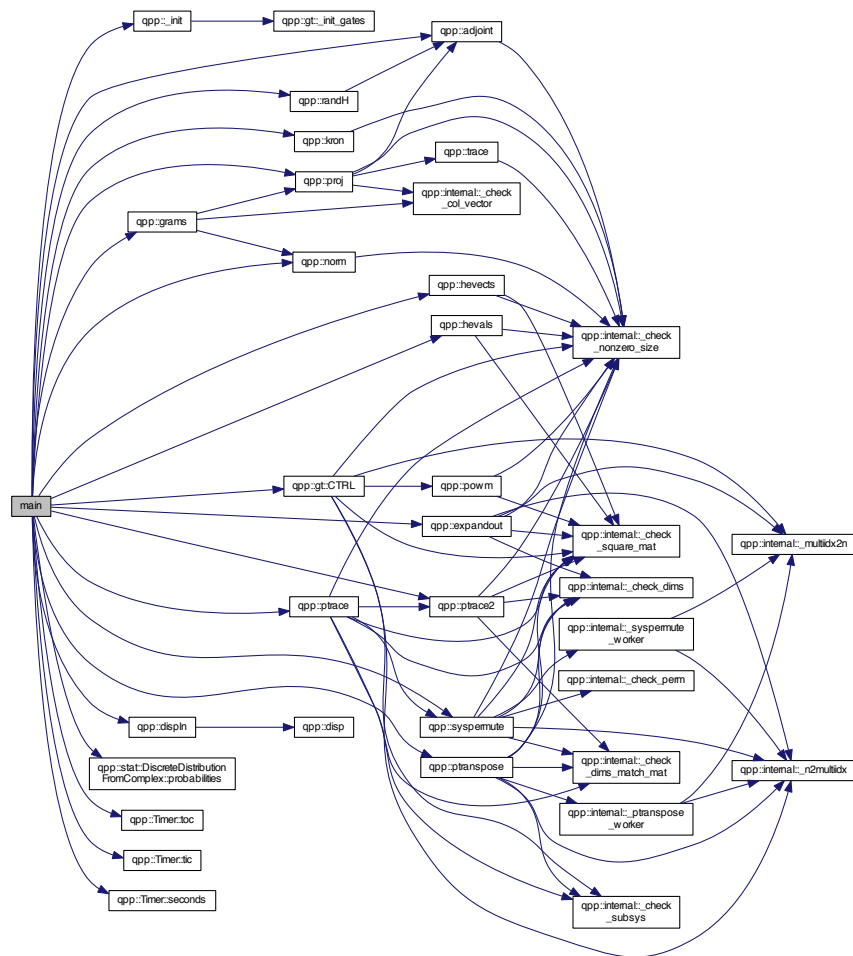 qpp::_init
qpp::gt::_init_gates
qpp::adjoint
qpp::randH
qpp::kron
qpp::trace
qpp::proj
qpp::internal::_check
_col_vector
qpp::grams
qpp::norm
qpp::hevects
qpp::hevals
qpp::internal::_check
_nonzero_size
qpp::gt::CTRL
qpp::powm
main
qpp::expandout
qpp::internal::_check
_square_mat
qpp::internal::_multiidx2n
qpp::internal::_check_dims
qpp::ptrace
qpp::ptrace2
qpp::internal::_syspermute
_worker
qpp::internal::_check_perm
qpp::displn
qpp::disp
qpp::syspermute
qpp::stat::DiscreteDistribution
FromComplex::probabilities
qpp::ptranspose
qpp::internal::_check
_dims_match_mat
qpp::internal::_n2multiidx
qpp::Timer::toc
qpp::internal::_ptranspose
_worker
qpp::Timer::tic
qpp::Timer::seconds
qpp::internal::_check
_subsys